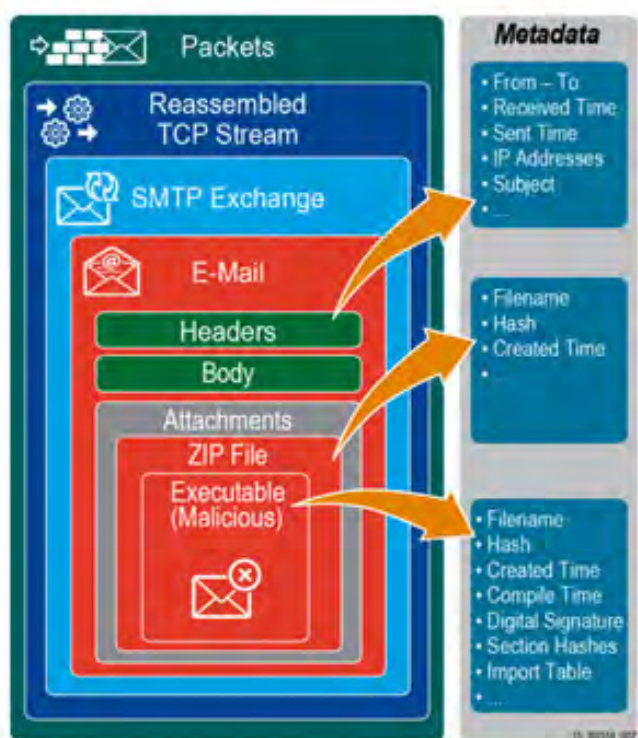 Packets
Reassembled
TCP Stream
SMTP Exchange
E-Mail
Headers
Body
Attachments
ZIP File
Executable
(Malicious)
Metadata
• From – To
• Received Time
• Sent Time
• IP Addresses
• Subject
• ...
• Filename
• Hash
• Created Time
• ...
• Filename
• Hash
• Created Time
• Compile Time
• Digital Signature
• Section Hashes
• Import Table
• ...